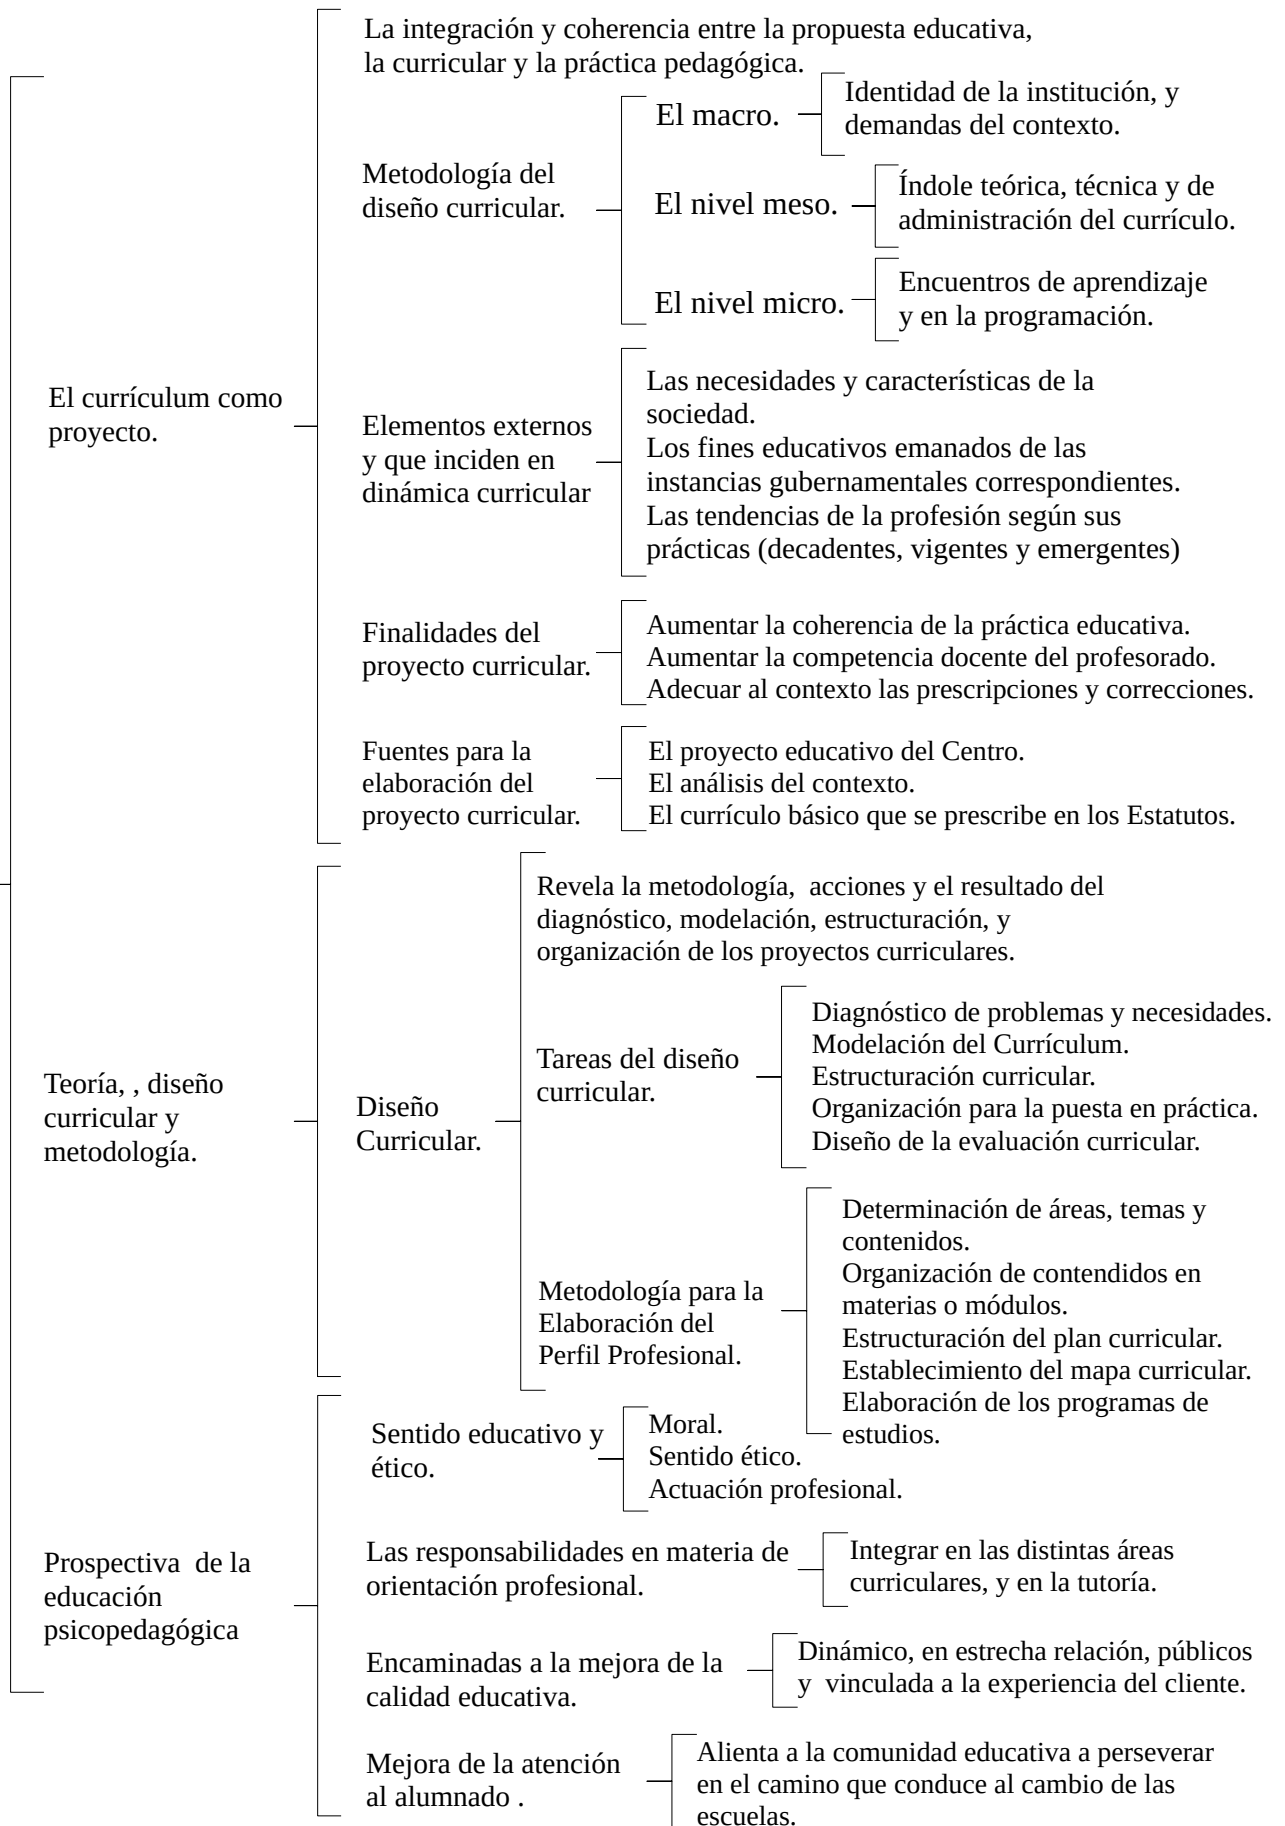 La integración y coherencia entre la propuesta educativa,
la curricular y la práctica pedagógica.
El currículum como
proyecto.
Metodología del
diseño curricular.
El macro.
Identidad de la institución, y
demandas del contexto.
El nivel meso.
Índole teórica, técnica y de
administración del currículo.
El nivel micro.
Encuentros de aprendizaje
y en la programación.
Elementos externos
y que inciden en
dinámica curricular
Las necesidades y características de la
sociedad.
Los fines educativos emanados de las
instancias gubernamentales correspondientes.
Las tendencias de la profesión según sus
prácticas (decadentes, vigentes y emergentes)
Finalidades del
proyecto curricular.
Aumentar la coherencia de la práctica educativa.
Aumentar la competencia docente del profesorado.
Adecuar al contexto las prescripciones y correcciones.
Fuentes para la
elaboración del
proyecto curricular.
El proyecto educativo del Centro.
El análisis del contexto.
El currículo básico que se prescribe en los Estatutos.
Teoría, , diseño
curricular y
metodología.
Diseño
Curricular.
Revela la metodología,  acciones y el resultado del
diagnóstico, modelación, estructuración, y
organización de los proyectos curriculares.
Tareas del diseño
curricular.
Diagnóstico de problemas y necesidades.
Modelación del Currículum.
Estructuración curricular.
Organización para la puesta en práctica.
Diseño de la evaluación curricular.
Metodología para la
Elaboración del
Perfil Profesional.
Determinación de áreas, temas y
contenidos.
Organización de contendidos en
materias o módulos.
Estructuración del plan curricular.
Establecimiento del mapa curricular.
Elaboración de los programas de
estudios.
Prospectiva  de la
educación
psicopedagógica
Sentido educativo y
ético.
Moral.
Sentido ético.
Actuación profesional.
Las responsabilidades en materia de
orientación profesional.
Integrar en las distintas áreas
curriculares, y en la tutoría.
Encaminadas a la mejora de la
calidad educativa.
Dinámico, en estrecha relación, públicos
y  vinculada a la experiencia del cliente.
Mejora de la atención
al alumnado .
Alienta a la comunidad educativa a perseverar
en el camino que conduce al cambio de las
escuelas.